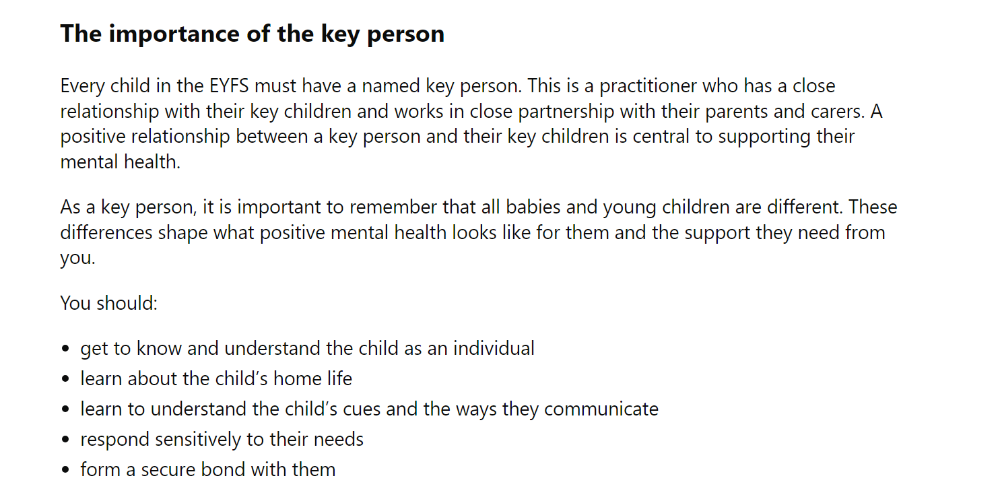 The importance of the key person
Every child in the EYFS must have a named key person. This is a practitioner who has a close
relationship with their key children and works in close partnership with their parents and carers. A
positive relationship between a key person and their key children is central to supporting their
mental health.
As a key person, it is important to remember that all babies and young children are different. These
differences shape what positive mental health looks like for them and the support they need from
you.
You should:
• get to know and understand the child as an individual
• learn about the child’s home life
• learn to understand the child’s cues and the ways they communicate
• respond sensitively to their needs
• form a secure bond with them